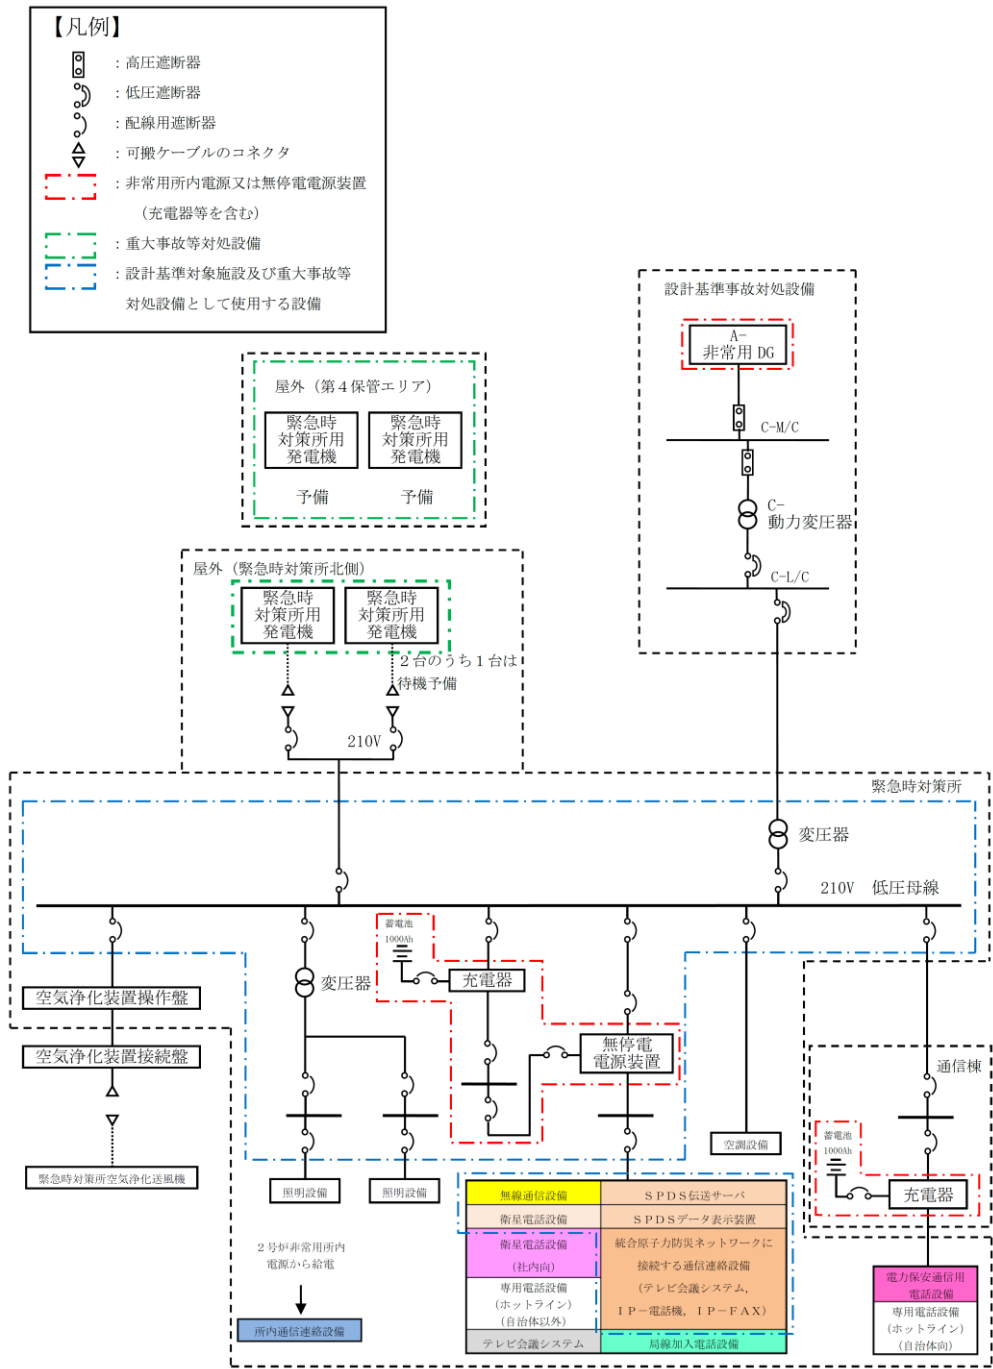 【凡例】
：高圧遮断器
：低圧遮断器
：配線用遮断器
：可搬ケーブルのコネクタ
：非常用所内電源又は無停電電源装置
（充電器等を含む）
：重大事故等対処設備
：設計基準対象施設及び重大事故等
対処設備として使用する設備
設計基準事故対処設備
A-
非常用 DG
C-M/C
C-
動力変圧器
C-L/C
屋外（第４保管エリア）
緊急時
対策所用
発電機
緊急時
対策所用
発電機
予備
予備
屋外（緊急時対策所北側）
緊急時
対策所用
発電機
緊急時
対策所用
発電機
２台のうち１台は
待機予備
210V
緊急時対策所
変圧器
210V 低圧母線
蓄電池
1000Ah
充電器
変圧器
空気浄化装置操作盤
空気浄化装置接続盤
無停電
電源装置
通信棟
空調設備
蓄電池
1000Ah
充電器
緊急時対策所空気浄化送風機
照明設備
照明設備
無線通信設備
ＳＰＤＳ伝送サーバ
衛星電話設備
ＳＰＤＳデータ表示装置
衛星電話設備
（社内向）
統合原子力防災ネットワークに
接続する通信連絡設備
（テレビ会議システム，
ＩＰ－電話機，ＩＰ－FAX）
専用電話設備
（ホットライン）
（自治体以外）
テレビ会議システム
局線加入電話設備
２号炉非常用所内
電源から給電
所内通信連絡設備
電力保安通信用
電話設備
専用電話設備
（ホットライン）
（自治体向）